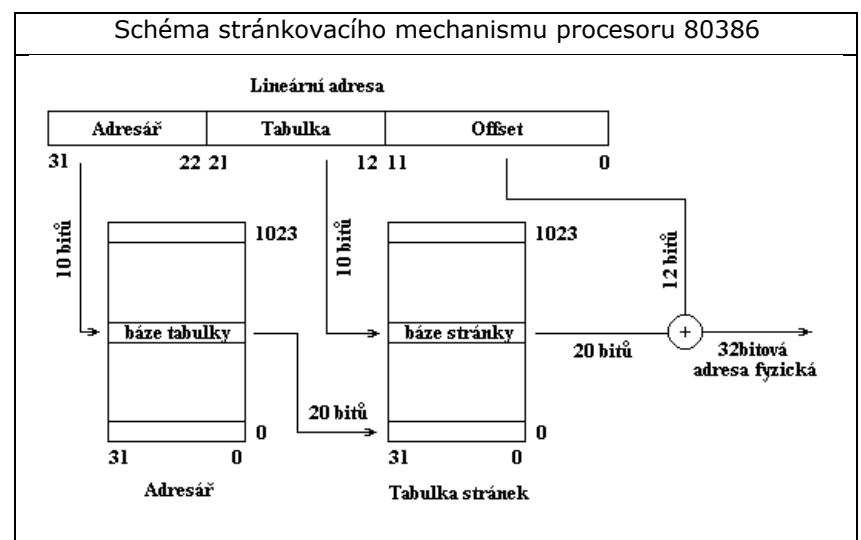 Schéma stránkovacího mechanismu procesoru 80386
Lineární adresa
Adresář Tabulka Offset
31 22 21 12 11 0
10 bitů
10 bitů
12 bitů
1023
1023
báze tabulky
báze stránky
20 bitů
+
32bitová
adresa fyzická
20 bitů
0
0
31 0
31 0
Adresář
Tabulka stránek